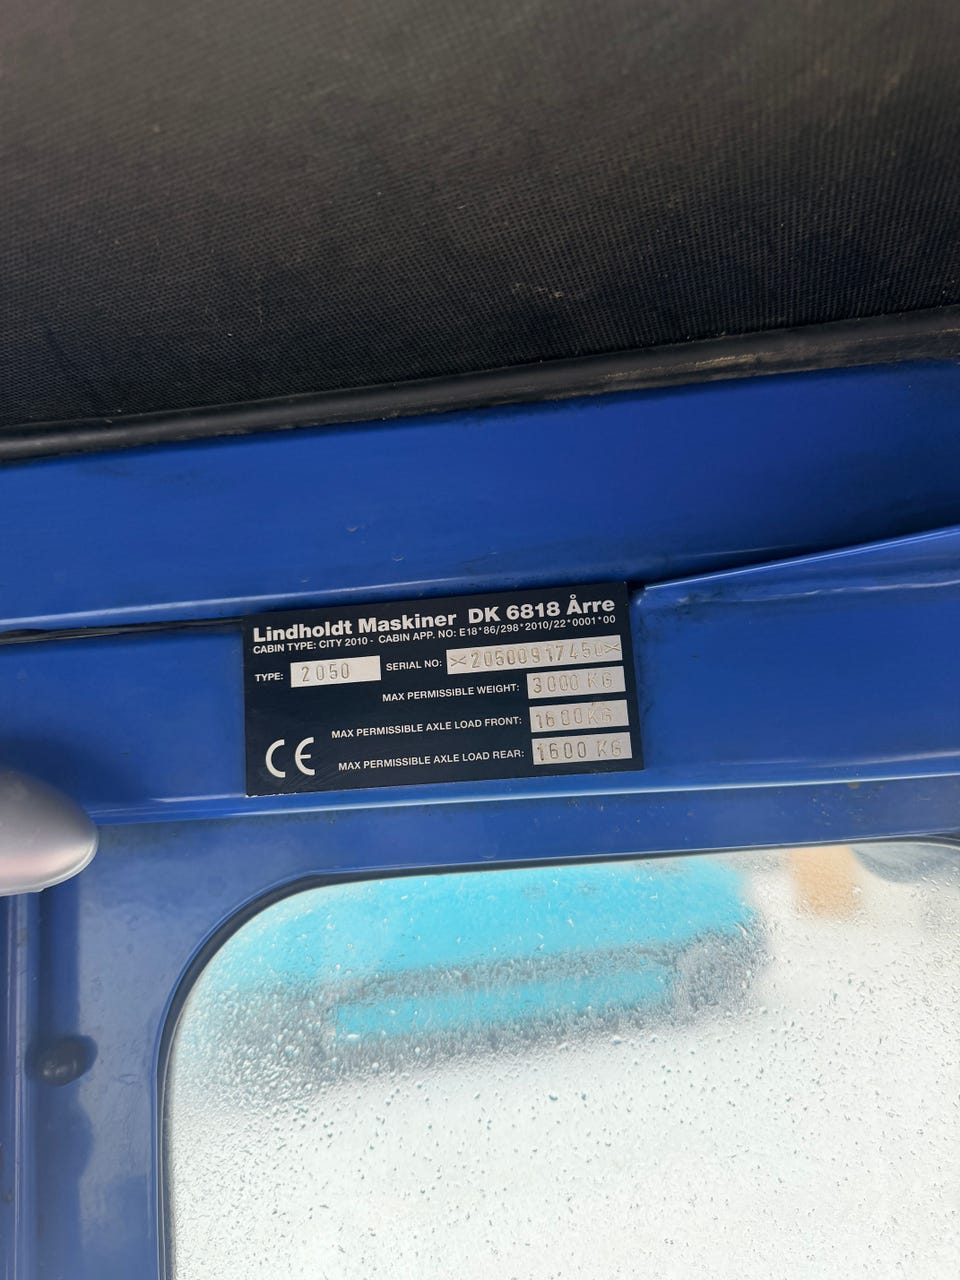 Lindholdt Maskiner DK 6818 Årre
CABIN TYPE: CITY 2010 - CABIN APP. NO: E18*86/298*2010/22*0001*00
TYPE: 2050 SERIAL NO: 20500917450
MAX PERMISSIBLE WEIGHT: 3000 KG
MAX PERMISSIBLE AXLE LOAD FRONT: 1600KG
CE MAX PERMISSIBLE AXLE LOAD REAR: 1600 KG